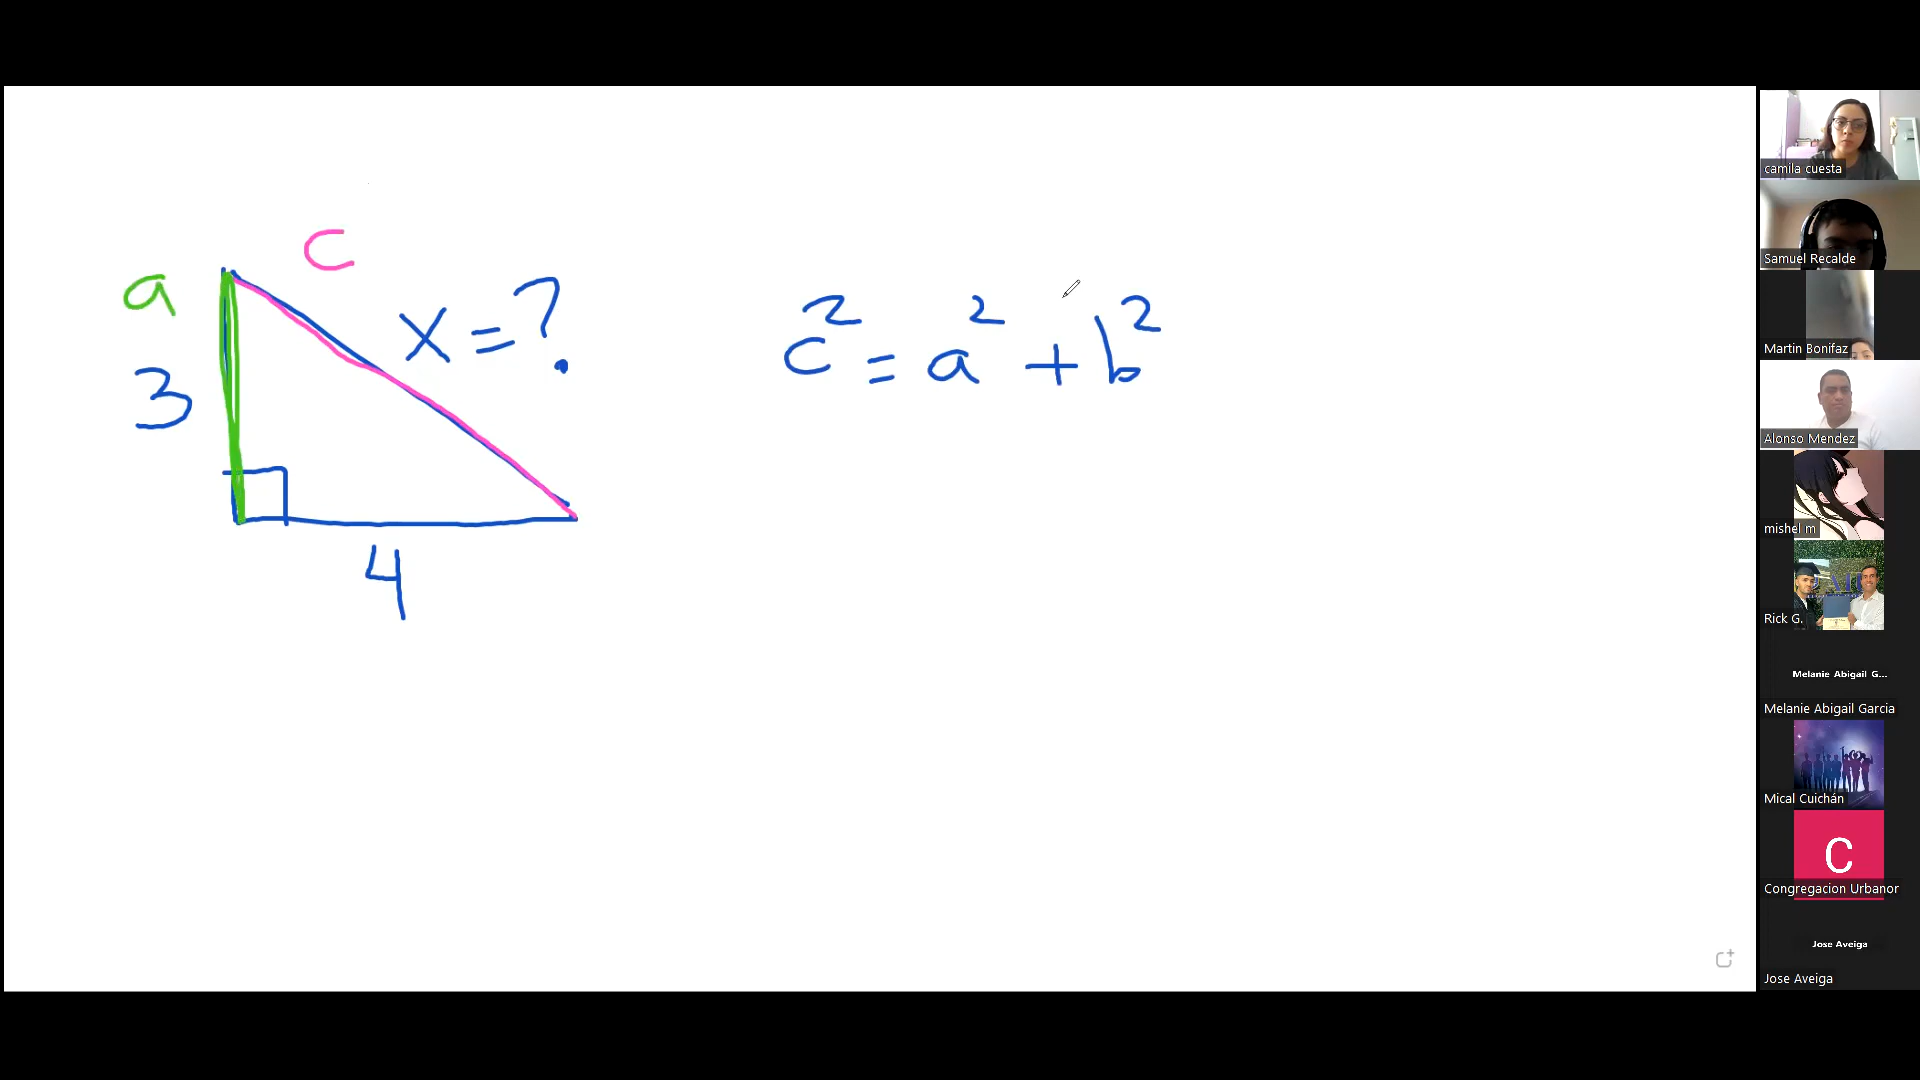 c
a
x = ?
3
4
c² = a² + b²
camila cuesta
Samuel Recalde
Martin Bonifaz
Alonso Mendez
mishel m
Rick G.
Melanie Abigail G...
Melanie Abigail Garcia
Mical Cuichán
C
Congregacion Urbanor
Jose Aveiga
Jose Aveiga